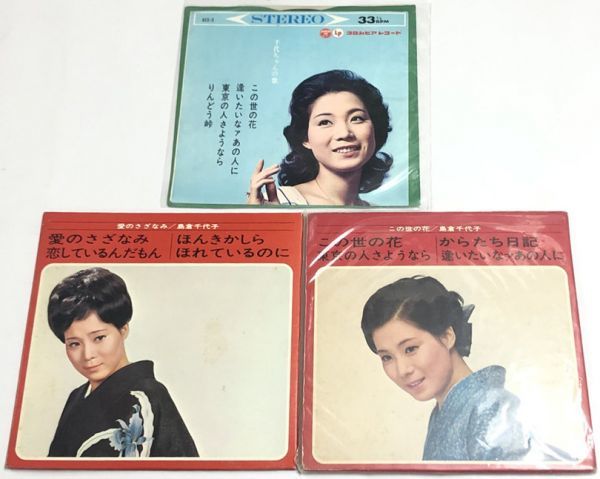 STEREO
33 RPM
LP コロムビアレコード
千代ちゃんの歌
この世の花
逢いたいなァあの人に
東京の人さようなら
りんどう峠
愛のさざなみ/島倉千代子
愛のさざなみ
恋しているんだもん
ほんきかしら
ほれているのに
この世の花/島倉千代子
この世の花
東京の人さようなら
からたち日記
逢いたいなァあの人に